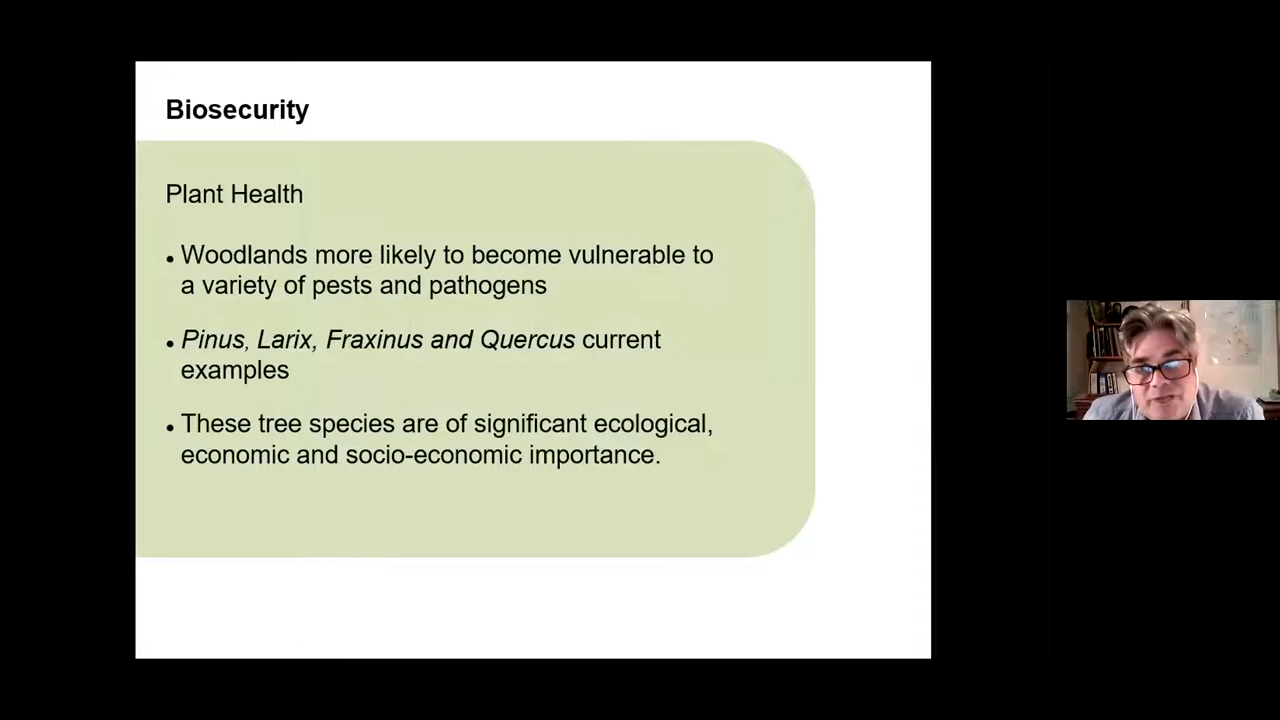 Biosecurity
Plant Health
• Woodlands more likely to become vulnerable to
a variety of pests and pathogens
• Pinus, Larix, Fraxinus and Quercus current
examples
• These tree species are of significant ecological,
economic and socio-economic importance.